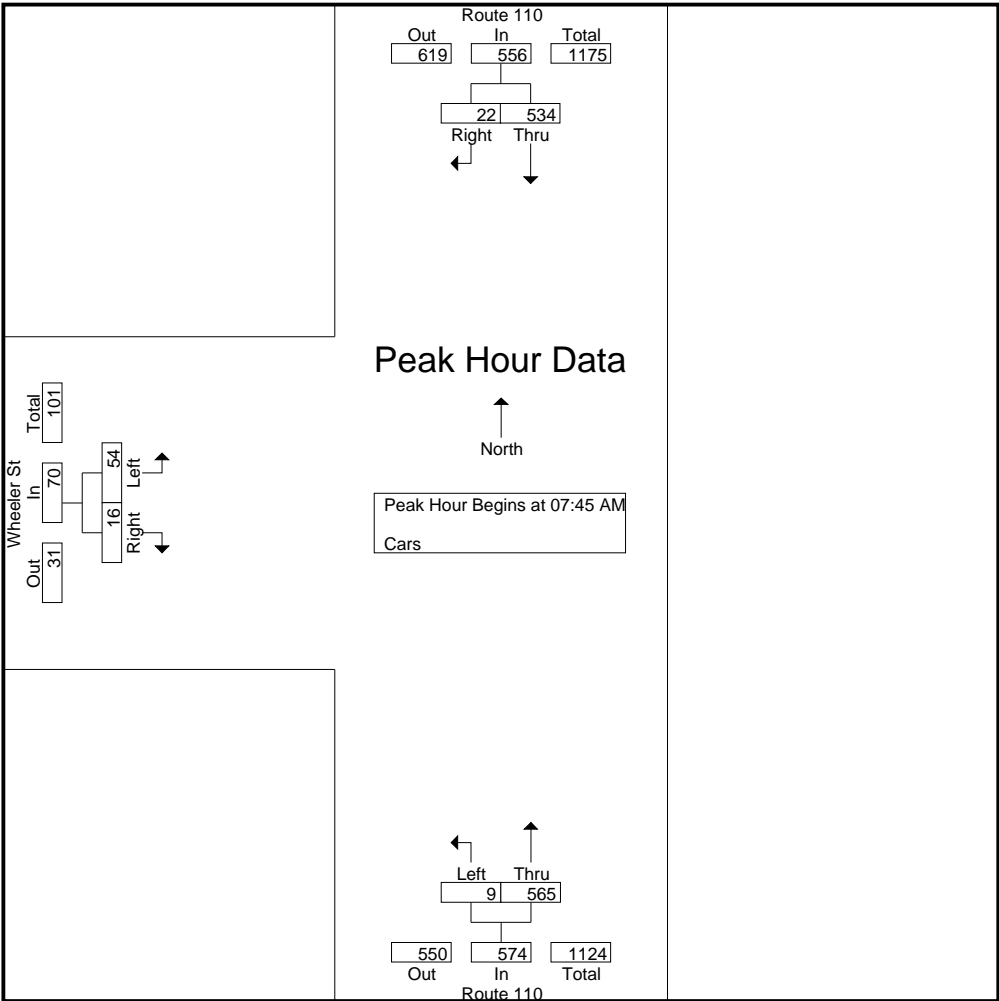 Route 110
Out In Total
619 556 1175
22 534
Right Thru
Peak Hour Data
North
Peak Hour Begins at 07:45 AM
Cars
Wheeler St
Total
101
In
70
Out
31
54
Left
16
Right
Left Thru
9 565
550 574 1124
Out In Total
Route 110